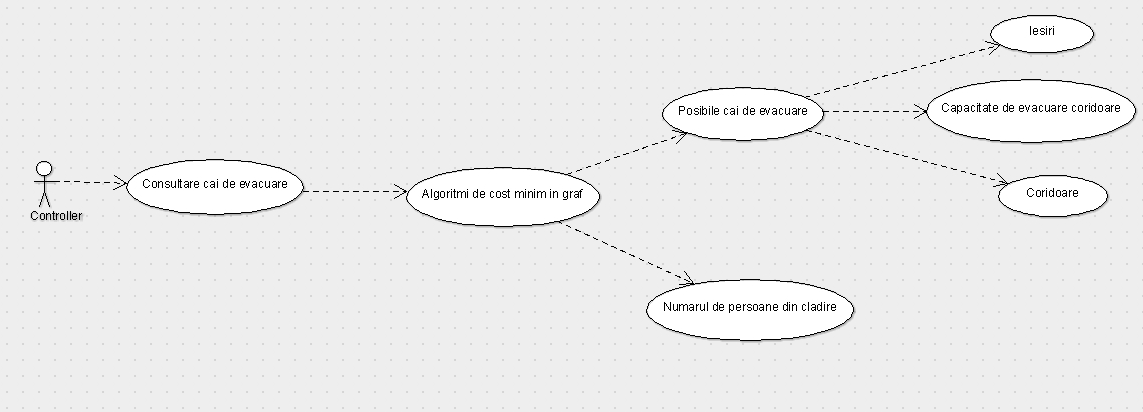 Iesiri
Posibile cai de evacuare
Capacitate de evacuare coridoare
Consultare cai de evacuare
Algoritmi de cost minim in graf
Coridoare
Controller
Numarul de persoane din cladire